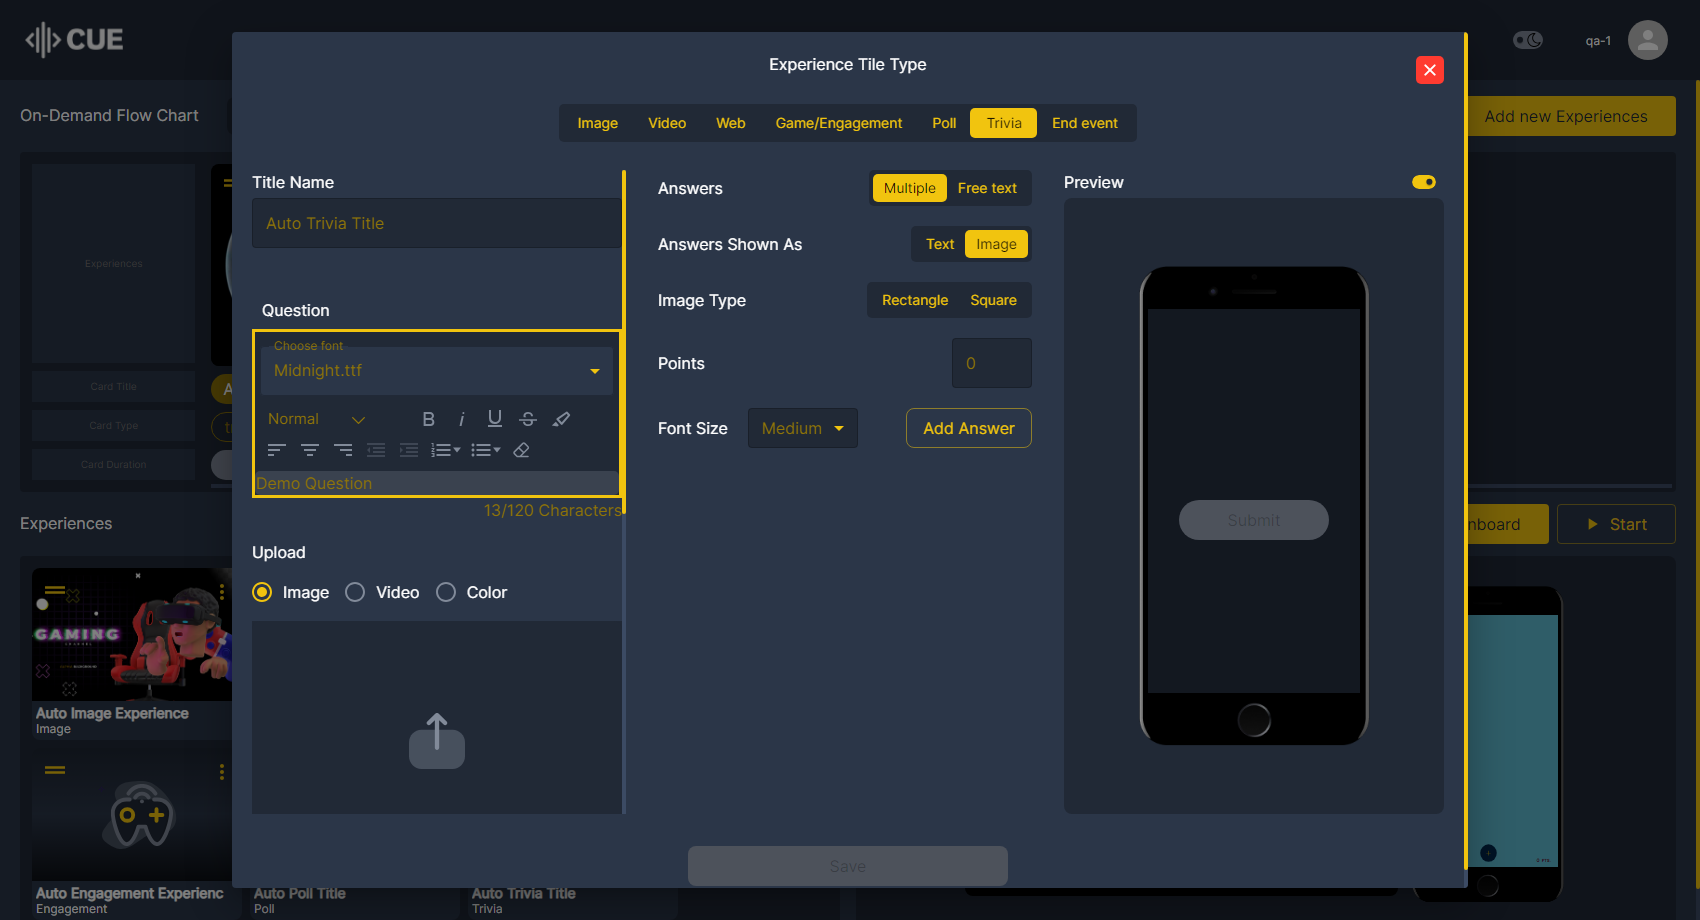 CUE
qa-1
On-Demand Flow Chart
Add new Experiences
Experience Tile Type
Image Video Web Game/Engagement Poll Trivia End event
Title Name
Auto Trivia Title
Question
Choose font
Midnight.ttf
Normal
B i U S
Demo Question
13/120 Characters
Upload
Image Video Color
Answers
Multiple Free text
Answers Shown As
Text Image
Image Type
Rectangle Square
Points
0
Font Size
Medium
Add Answer
Preview
Submit
Save
Experiences
Card Title
Card Type
Card Duration
A
Experiences
nboard
Start
GAMING
Auto Image Experience
Image
Auto Engagement Experienc
Engagement
Auto Poll Title
Poll
Auto Trivia Title
Trivia